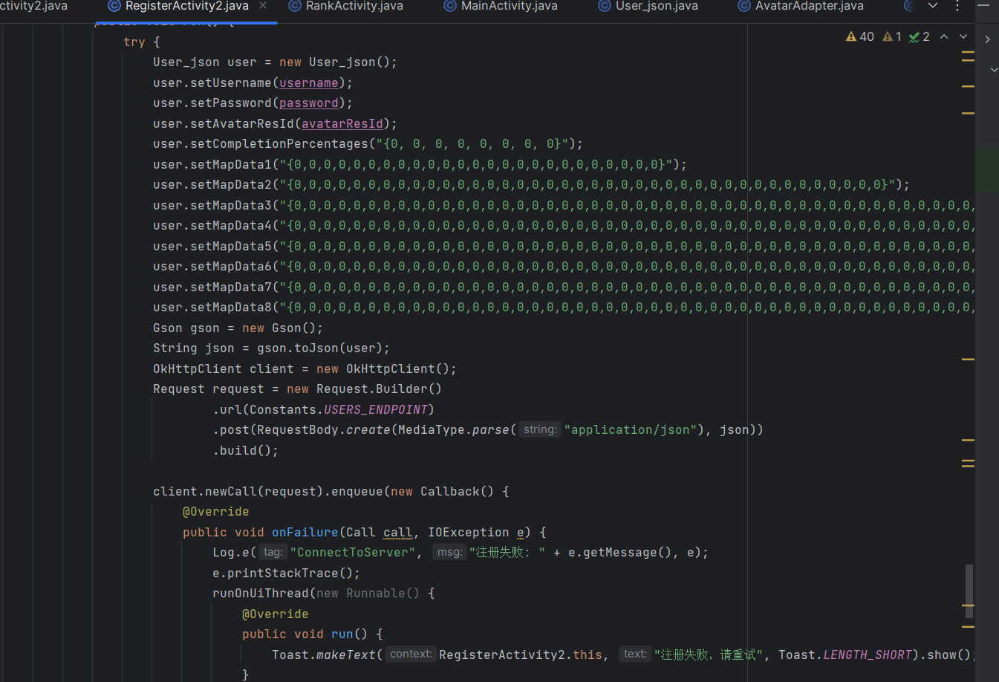 ctivity2.java RegisterActivity2.java RankActivity.java MainActivity.java User_json.java AvatarAdapter.java
public void run() {
40 1 2
try {
User_json user = new User_json();
user.setUsername(username);
user.setPassword(password);
user.setAvatarResId(avatarResId);
user.setCompletionPercentages("{0, 0, 0, 0, 0, 0, 0, 0}");
user.setMapData1("{0,0,0,0,0,0,0,0,0,0,0,0,0,0,0,0,0,0,0,0,0,0,0,0,0}");
user.setMapData2("{0,0,0,0,0,0,0,0,0,0,0,0,0,0,0,0,0,0,0,0,0,0,0,0,0,0,0,0,0,0,0,0,0,0,0,0,0,0,0,0}");
user.setMapData3("{0,0,0,0,0,0,0,0,0,0,0,0,0,0,0,0,0,0,0,0,0,0,0,0,0,0,0,0,0,0,0,0,0,0,0,0,0,0,0,0,0,0,0,0,0,0,
user.setMapData4("{0,0,0,0,0,0,0,0,0,0,0,0,0,0,0,0,0,0,0,0,0,0,0,0,0,0,0,0,0,0,0,0,0,0,0,0,0,0,0,0,0,0,0,0,0,0,
user.setMapData5("{0,0,0,0,0,0,0,0,0,0,0,0,0,0,0,0,0,0,0,0,0,0,0,0,0,0,0,0,0,0,0,0,0,0,0,0,0,0,0,0,0,0,0,0,0,0,
user.setMapData6("{0,0,0,0,0,0,0,0,0,0,0,0,0,0,0,0,0,0,0,0,0,0,0,0,0,0,0,0,0,0,0,0,0,0,0,0,0,0,0,0,0,0,0,0,0,0,
user.setMapData7("{0,0,0,0,0,0,0,0,0,0,0,0,0,0,0,0,0,0,0,0,0,0,0,0,0,0,0,0,0,0,0,0,0,0,0,0,0,0,0,0,0,0,0,0,0,0,
user.setMapData8("{0,0,0,0,0,0,0,0,0,0,0,0,0,0,0,0,0,0,0,0,0,0,0,0,0,0,0,0,0,0,0,0,0,0,0,0,0,0,0,0,0,0,0,0,0,0,
Gson gson = new Gson();
String json = gson.toJson(user);
OkHttpClient client = new OkHttpClient();
Request request = new Request.Builder()
.url(Constants.USERS_ENDPOINT)
.post(RequestBody.create(MediaType.parse( string: "application/json"), json))
.build();
client.newCall(request).enqueue(new Callback() {
@Override
public void onFailure(Call call, IOException e) {
Log.e( tag: "ConnectToServer", msg: "注册失败: " + e.getMessage(), e);
e.printStackTrace();
runOnUiThread(new Runnable() {
@Override
public void run() {
Toast.makeText( context: RegisterActivity2.this, text: "注册失败，请重试", Toast.LENGTH_SHORT).show();
}